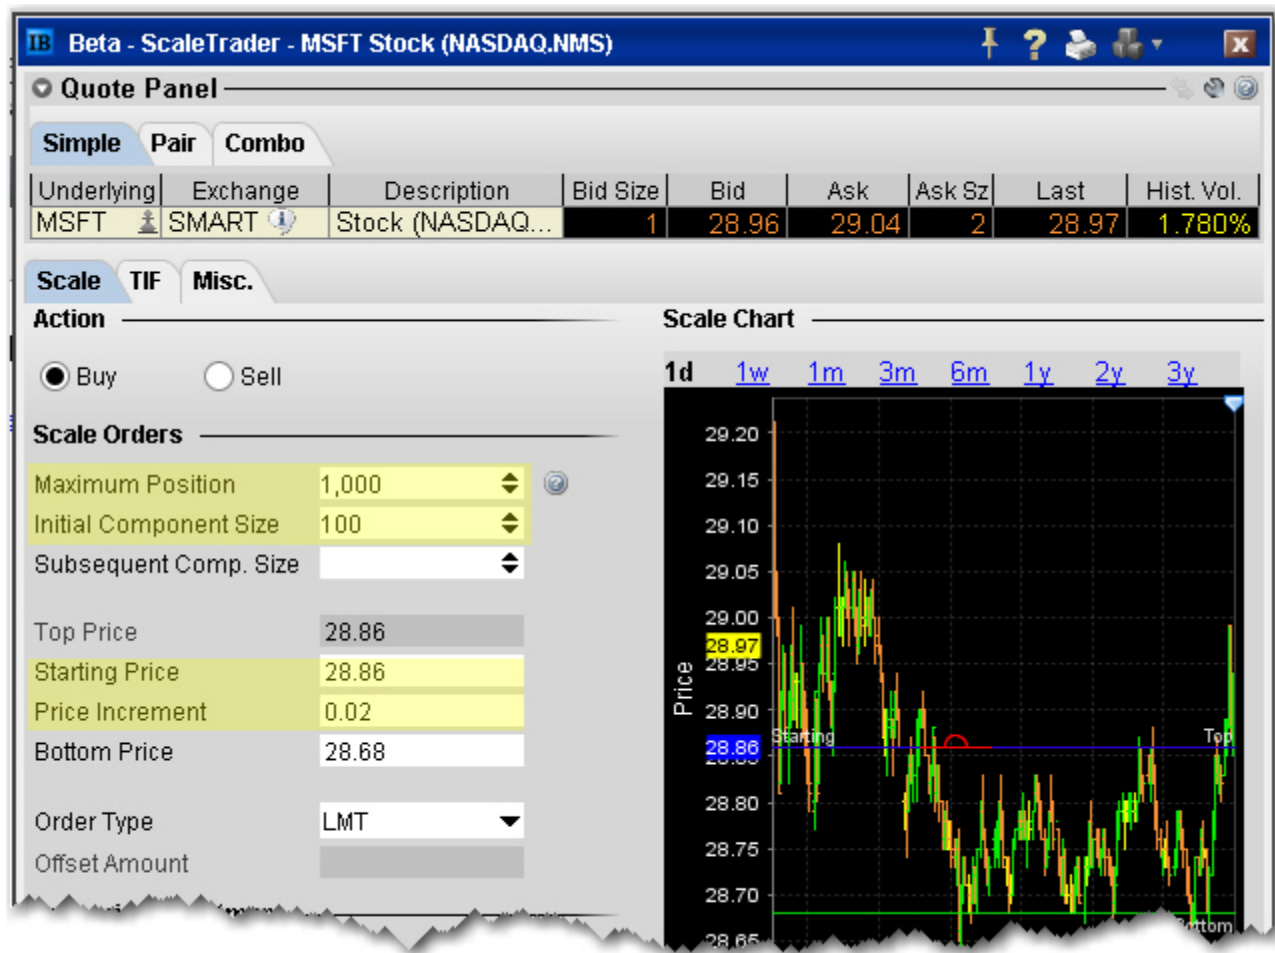 IB Beta - ScaleTrader - MSFT Stock (NASDAQ.NMS) ?
Quote Panel
Simple Pair Combo
Underlying Exchange Description Bid Size Bid Ask Ask Sz Last Hist. Vol.
MSFT SMART Stock (NASDAQ... 1 28.96 29.04 2 28.97 1.780%
Scale TIF Misc.
Action
Buy Sell
Scale Orders
Maximum Position 1,000
Initial Component Size 100
Subsequent Comp. Size
Top Price 28.86
Starting Price 28.86
Price Increment 0.02
Bottom Price 28.68
Order Type LMT
Offset Amount
Scale Chart
1d 1w 1m 3m 6m 1y 2y 3y
29.20
29.15
29.10
29.05
29.00
28.97
28.95
Price
28.90
28.86 Starting Top
28.80
28.75
28.70
Bottom
28.65